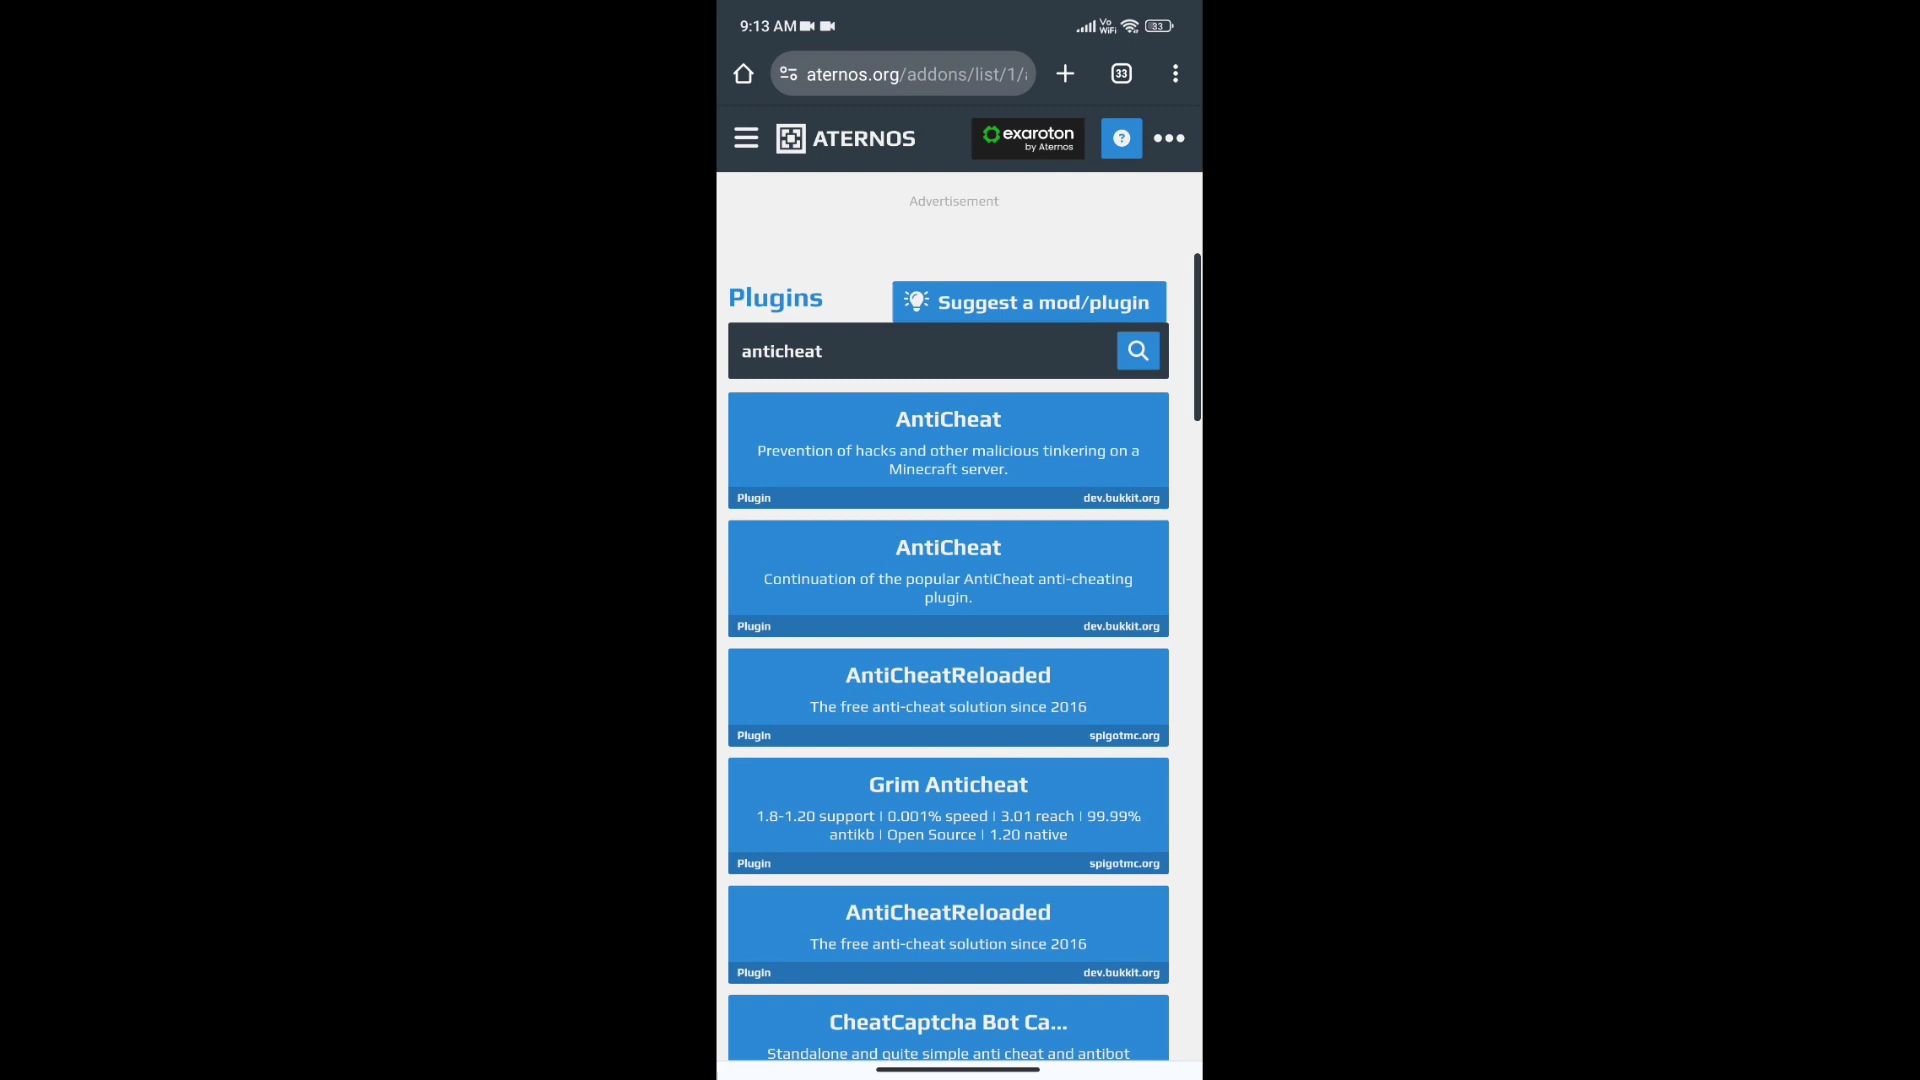 9:13 AM
Vo
WiFi
33
aternos.org/addons/list/1/
33
ATERNOS
exaroton
by Aternos
?
Advertisement
Plugins
Suggest a mod/plugin
anticheat
AntiCheat
Prevention of hacks and other malicious tinkering on a
Minecraft server.
Plugin
dev.bukkit.org
AntiCheat
Continuation of the popular AntiCheat anti-cheating
plugin.
Plugin
dev.bukkit.org
AntiCheatReloaded
The free anti-cheat solution since 2016
Plugin
spigotmc.org
Grim Anticheat
1.8-1.20 support | 0.001% speed | 3.01 reach | 99.99%
antikb | Open Source | 1.20 native
Plugin
spigotmc.org
AntiCheatReloaded
The free anti-cheat solution since 2016
Plugin
dev.bukkit.org
CheatCaptcha Bot Ca...
Standalone and quite simple anti cheat and antibot